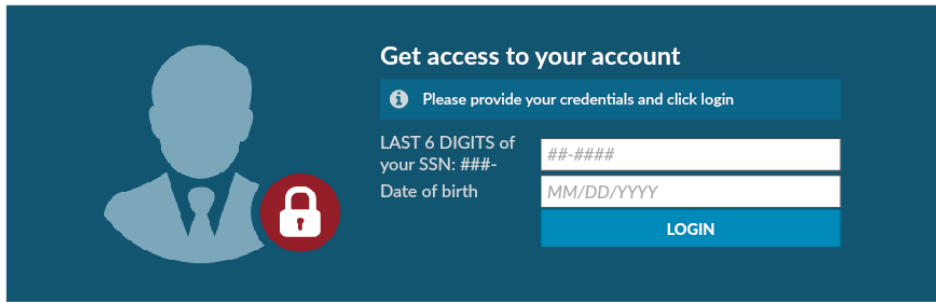 Get access to your account
Please provide your credentials and click login
LAST 6 DIGITS of
your SSN: ###-
##-####
Date of birth
MM/DD/YYYY
LOGIN